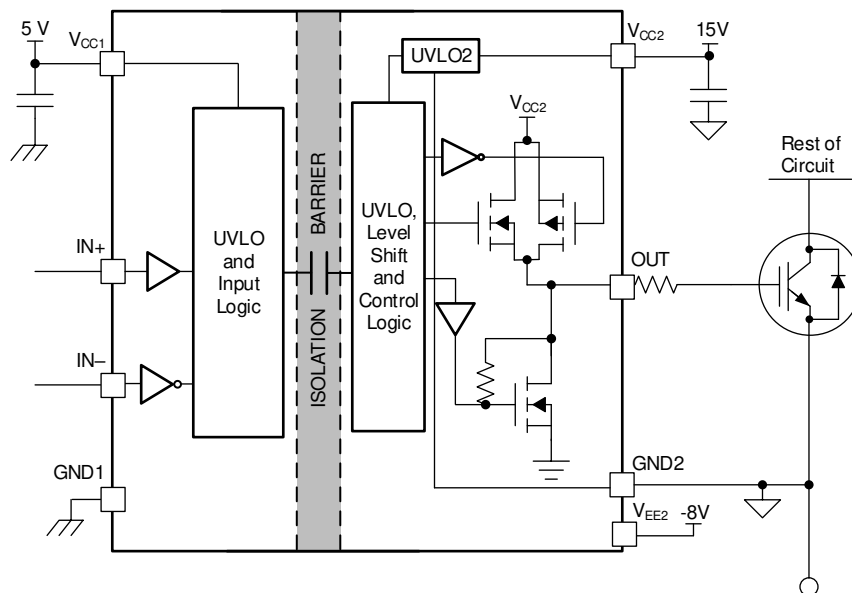 5 V
VCC1
UVLO2
VCC2
15V
VCC2
Rest of
Circuit
ISOLATION BARRIER
UVLO
and
Input
Logic
UVLO,
Level
Shift
and
Control
Logic
IN+
OUT
IN–
GND1
GND2
VEE2
-8V